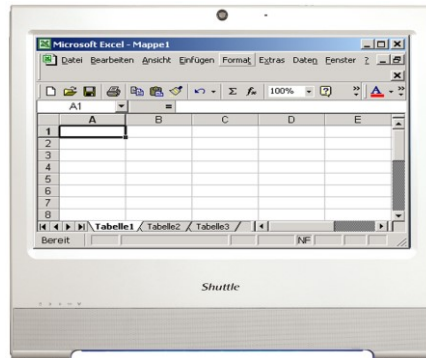 Microsoft Excel - Mappe1
Datei Bearbeiten Ansicht Einfügen Format Extras Daten Fenster ?
Σ fx 100% ? A
A1 =
A B C D E
1
2
3
4
5
6
7
8
Tabelle1 Tabelle2 Tabelle3
Bereit NF
Shuttle